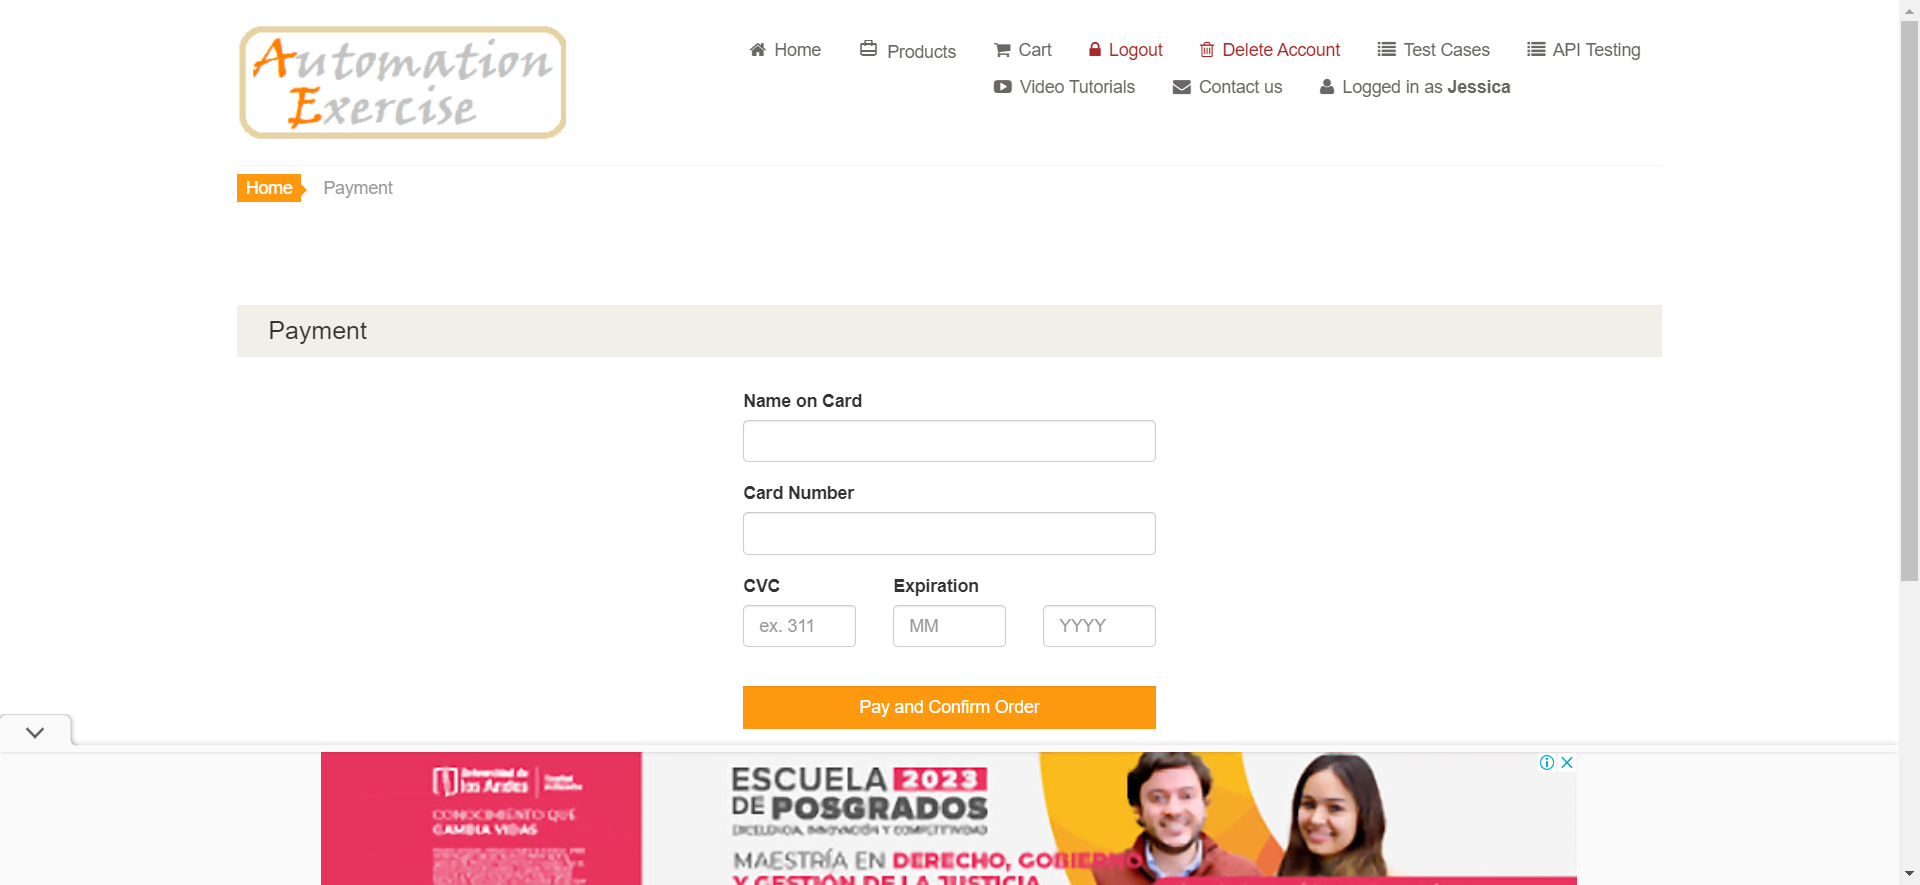 Automation
Exercise
Home
Products
Cart
Logout
Delete Account
Test Cases
API Testing
Video Tutorials
Contact us
Logged in as Jessica
Home
Payment
Payment
Name on Card
Card Number
CVC
Expiration
ex. 311
MM
YYYY
Pay and Confirm Order
Universidad de
los Andes
CONOCIMIENTO QUE
CAMBIA VIDAS
ESCUELA 2023
DE POSGRADOS
EXCELENCIA, INNOVACIÓN Y COMPETITIVIDAD
MAESTRÍA EN DERECHO, GOBIERNO
Y GESTIÓN DE LA JUSTICIA